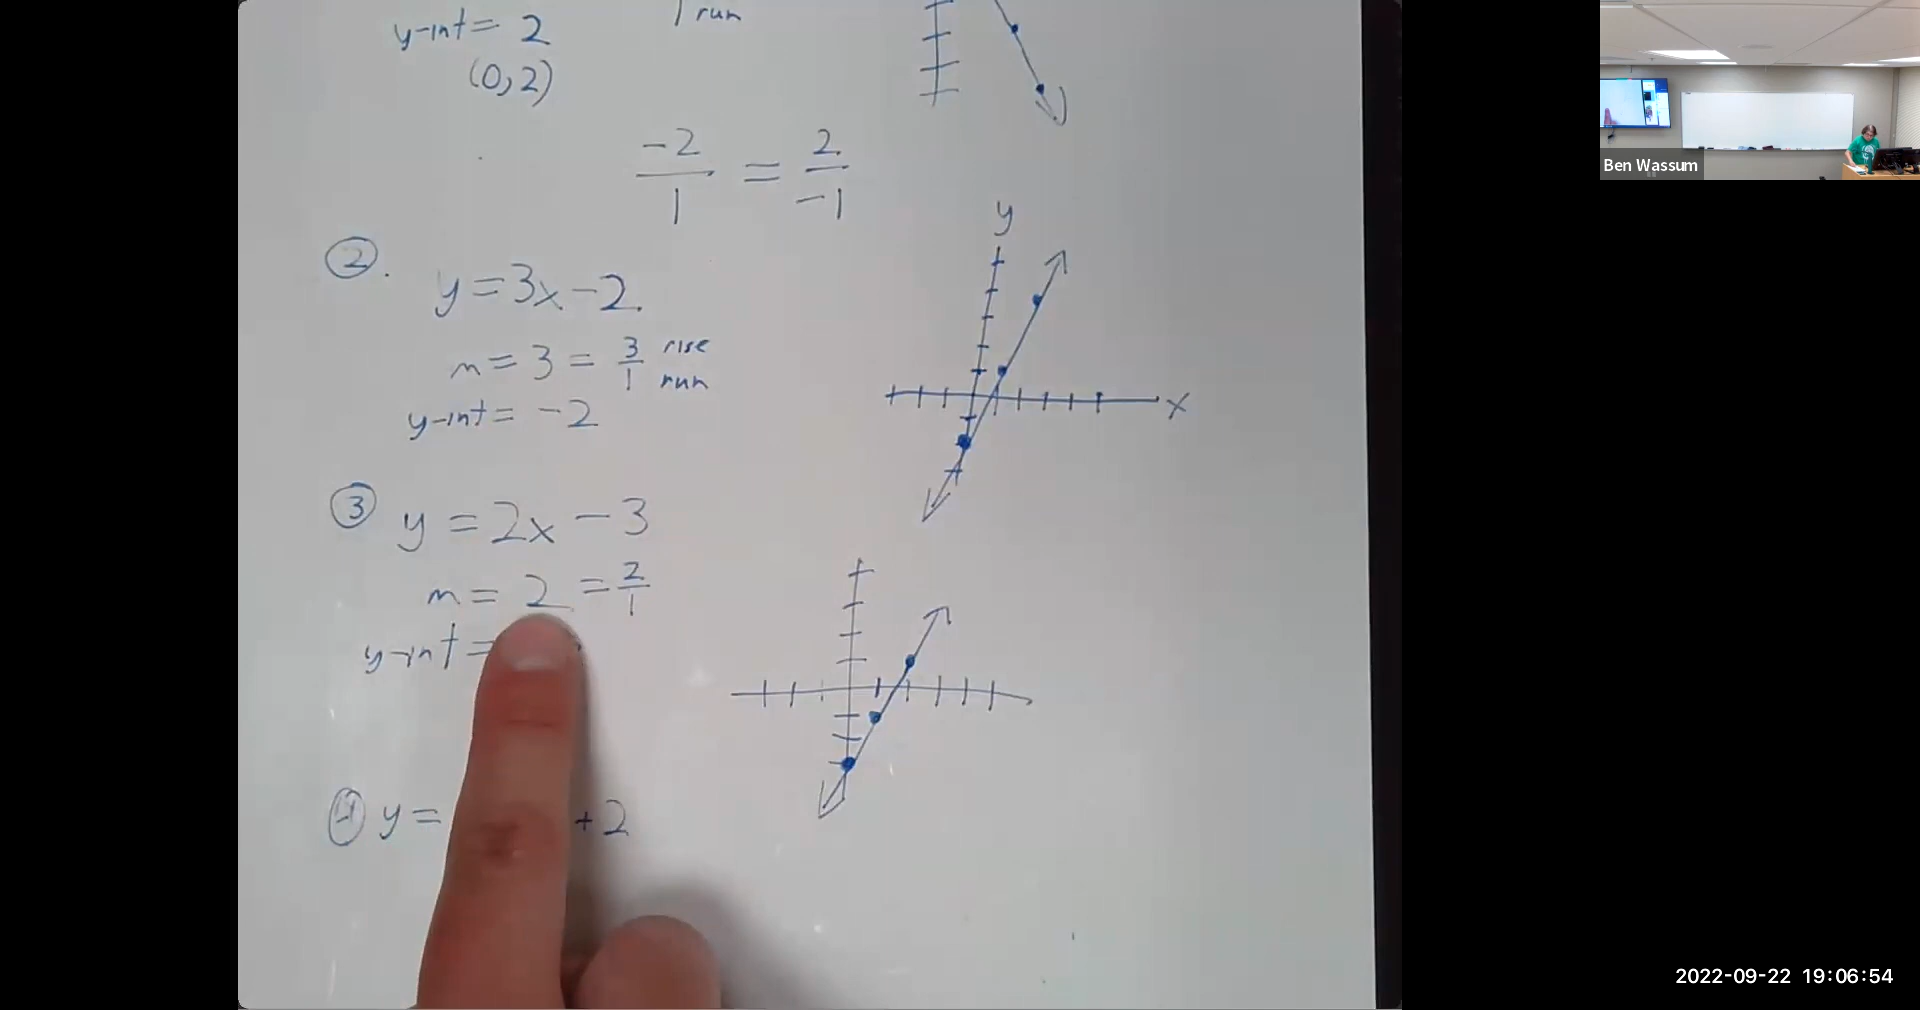 y-int = 2
1 run
(0,2)
-2/1 = 2/-1
②.
y = 3x - 2.
m = 3 = 3/1 rise run
y-int = -2
y
x
③ y = 2x - 3
m = 2 = 2/1
y-int =
④ y = + 2
Ben Wassum
2022-09-22 19:06:54